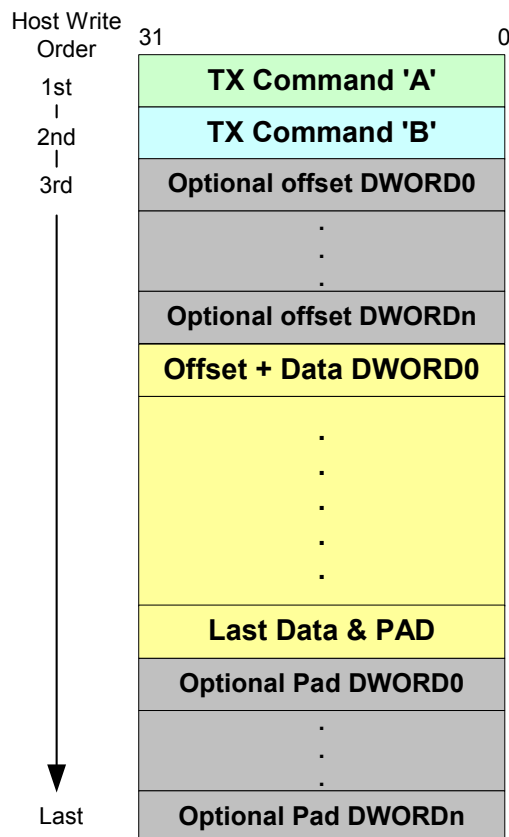 Host Write
Order
31 0
1st
TX Command 'A'
2nd
TX Command 'B'
3rd
Optional offset DWORD0
.
.
.
Optional offset DWORDn
Offset + Data DWORD0
.
.
.
.
.
Last Data & PAD
Optional Pad DWORD0
.
.
.
Last
Optional Pad DWORDn